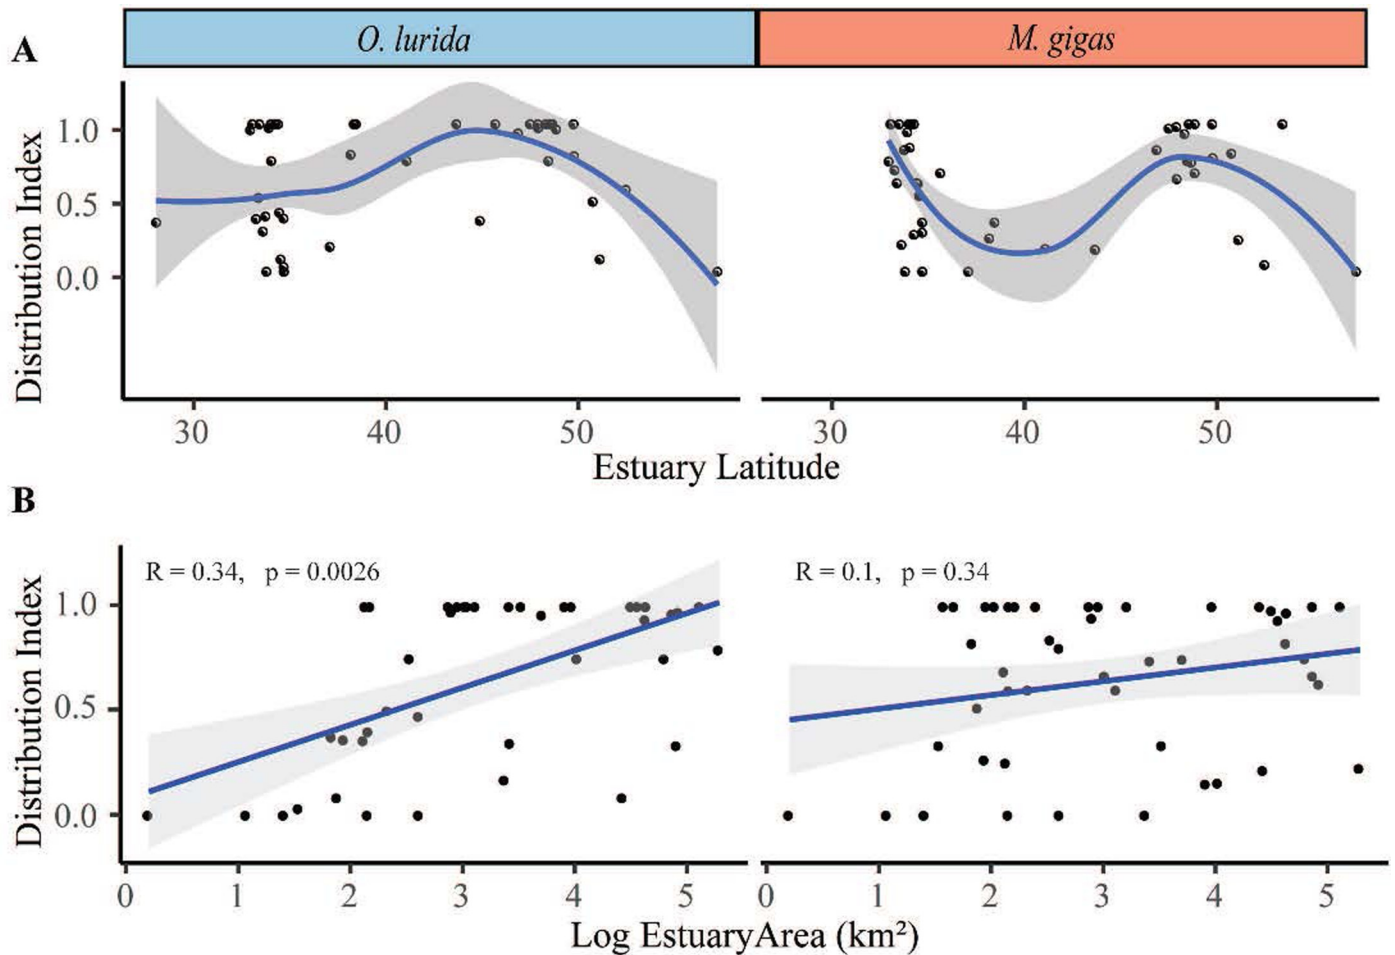 A
O. lurida
M. gigas
Distribution Index
1.0
0.5
0.0
30
40
50
30
40
50
Estuary Latitude
B
R = 0.34, p = 0.0026
R = 0.1, p = 0.34
Distribution Index
1.0
0.5
0.0
0
1
2
3
4
5
0
1
2
3
4
5
Log EstuaryArea (km²)